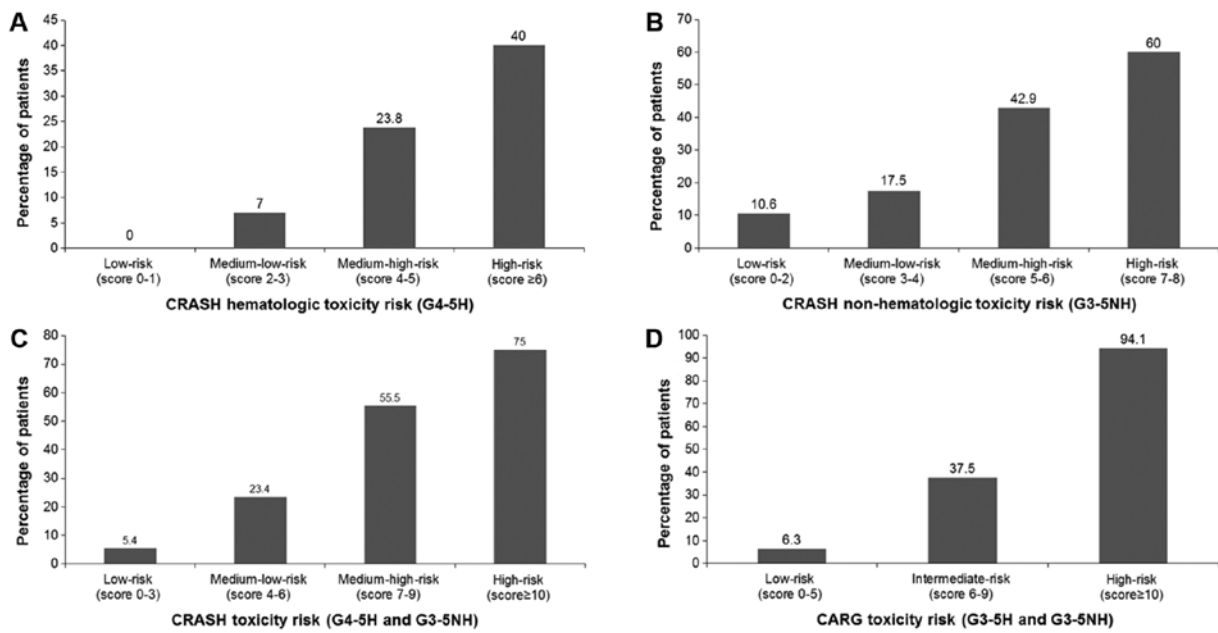 A
Percentage of patients
45
40
35
30
25
20
15
10
5
0
0
7
23.8
40
Low-risk Medium-low-risk Medium-high-risk High-risk
(score 0-1) (score 2-3) (score 4-5) (score ≥6)
CRASH hematologic toxicity risk (G4-5H)
B
Percentage of patients
70
60
50
40
30
20
10
0
10.6
17.5
42.9
60
Low-risk Medium-low-risk Medium-high-risk High-risk
(score 0-2) (score 3-4) (score 5-6) (score 7-8)
CRASH non-hematologic toxicity risk (G3-5NH)
C
Percentage of patients
80
70
60
50
40
30
20
10
0
5.4
23.4
55.5
75
Low-risk Medium-low-risk Medium-high-risk High-risk
(score 0-3) (score 4-6) (score 7-9) (score≥10)
CRASH toxicity risk (G4-5H and G3-5NH)
D
Percentage of patients
100
90
80
70
60
50
40
30
20
10
0
6.3
37.5
94.1
Low-risk Intermediate-risk High-risk
(score 0-5) (score 6-9) (score≥10)
CARG toxicity risk (G3-5H and G3-5NH)